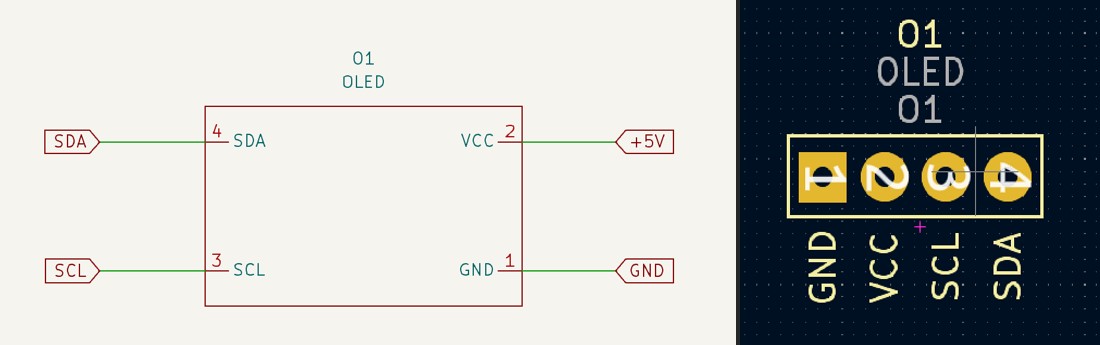 O1
OLED
SDA 4 SDA VCC 2 +5V
SCL 3 SCL GND 1 GND
O1
OLED
O1
1 2 3 4
GND VCC SCL SDA